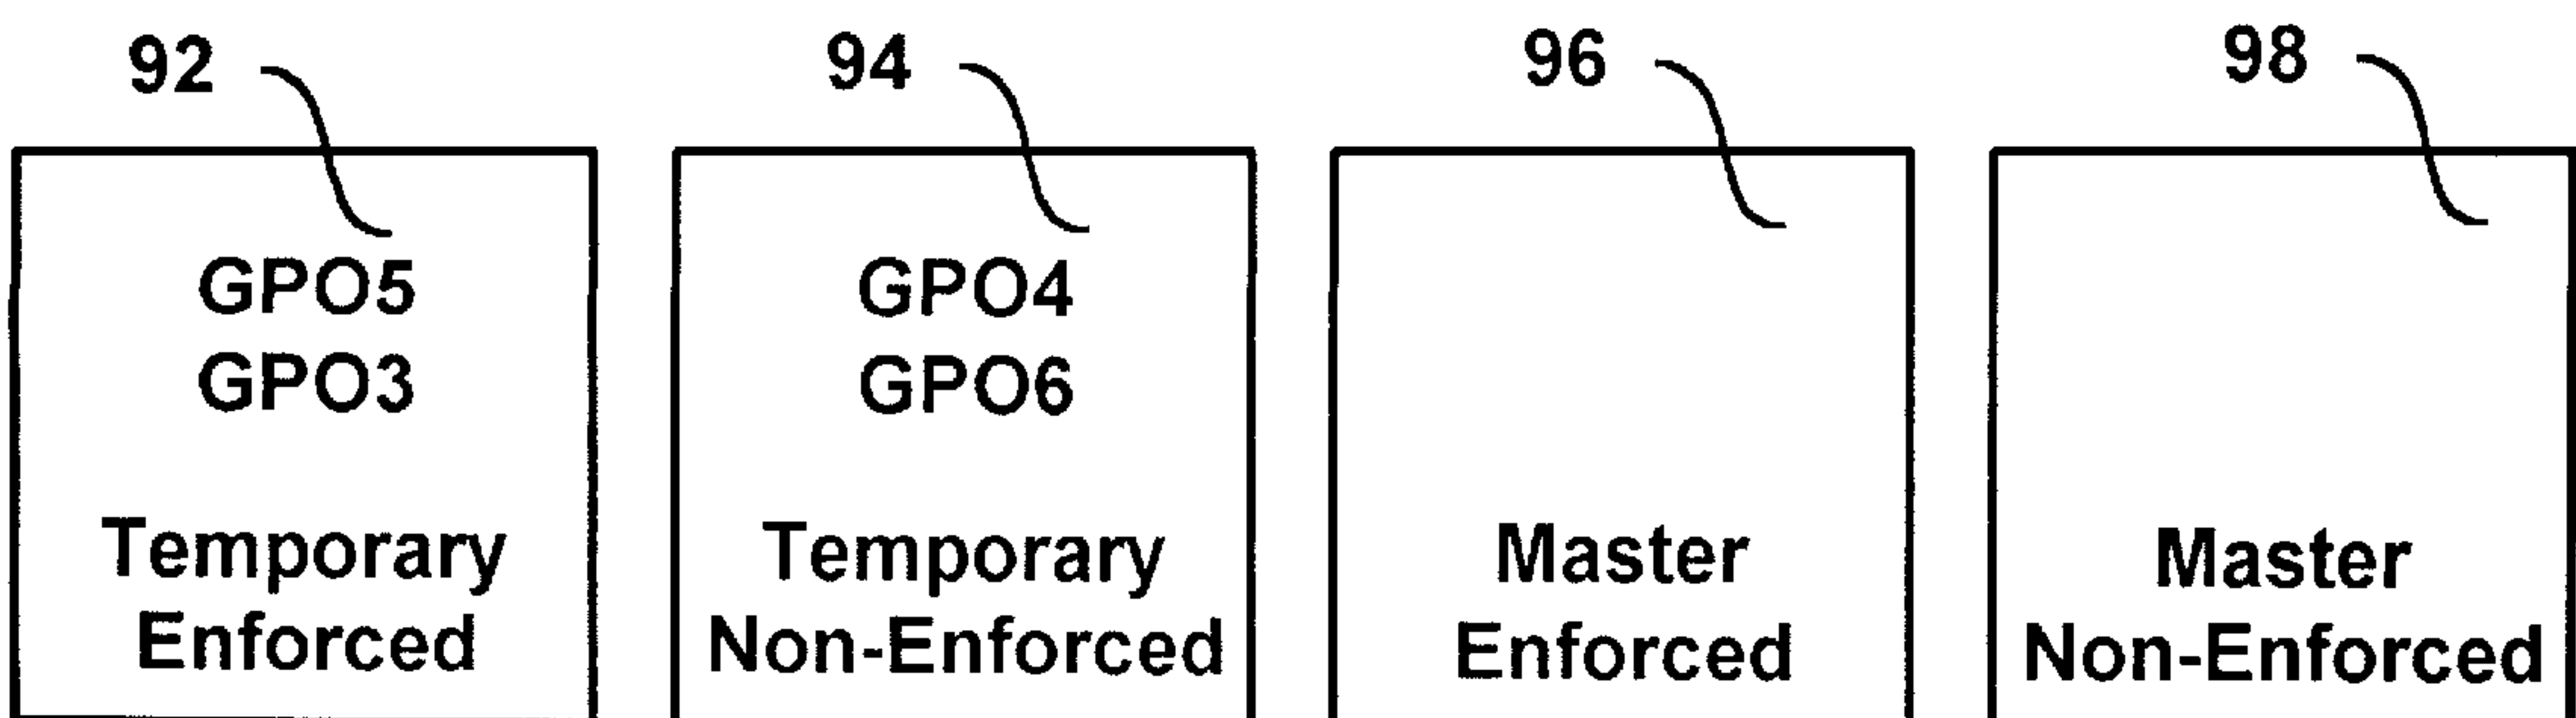 92
94
96
98
GPO5
GPO3
Temporary
Enforced
GPO4
GPO6
Temporary
Non-Enforced
Master
Enforced
Master
Non-Enforced